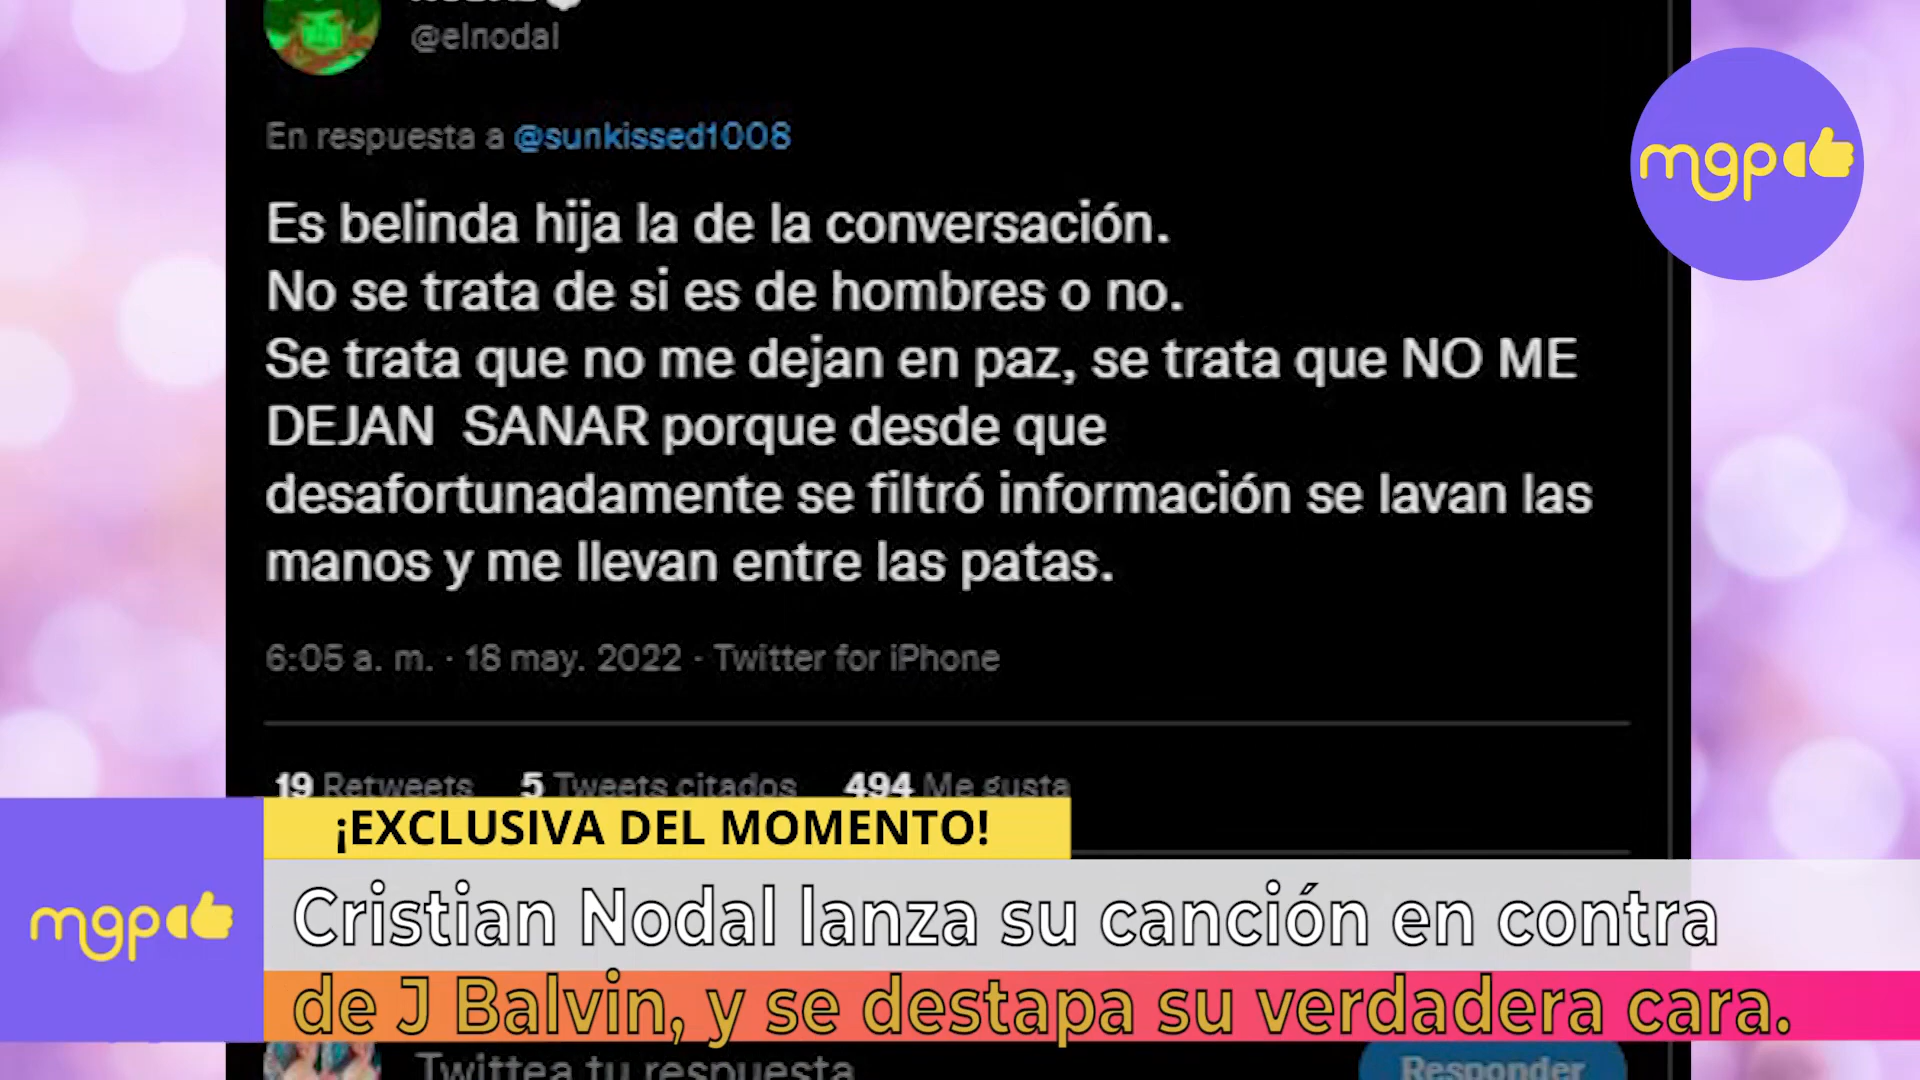 @elnodal
En respuesta a @sunkissed1008
mgp
Es belinda hija la de la conversación.
No se trata de si es de hombres o no.
Se trata que no me dejan en paz, se trata que NO ME
DEJAN SANAR porque desde que
desafortunadamente se filtró información se lavan las
manos y me llevan entre las patas.
6:05 a. m. · 18 may. 2022 · Twitter for iPhone
19 Retweets 5 Tweets citados 494 Me gusta
¡EXCLUSIVA DEL MOMENTO!
mgp
Cristian Nodal lanza su canción en contra
de J Balvin, y se destapa su verdadera cara.
Twittea tu respuesta
Responder